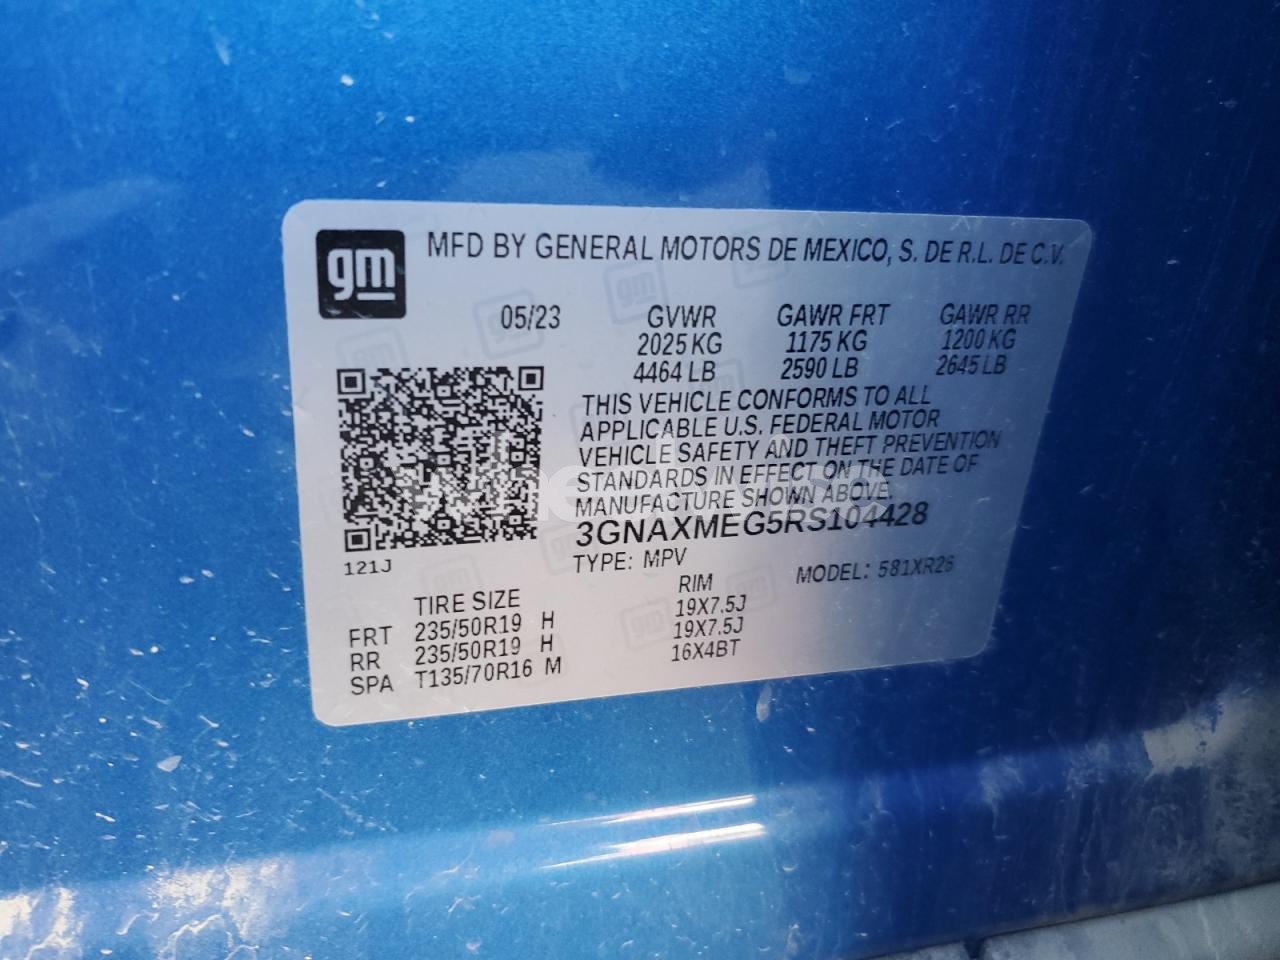 gm MFD BY GENERAL MOTORS DE MEXICO, S. DE R.L. DE C.V.
05/23 GVWR GAWR FRT GAWR RR
2025 KG 1175 KG 1200 KG
4464 LB 2590 LB 2645 LB
THIS VEHICLE CONFORMS TO ALL
APPLICABLE U.S. FEDERAL MOTOR
VEHICLE SAFETY AND THEFT PREVENTION
STANDARDS IN EFFECT ON THE DATE OF
MANUFACTURE SHOWN ABOVE.
3GNAXMEG5RS104428
121J TYPE: MPV MODEL: 581XR26
TIRE SIZE RIM
FRT 235/50R19 H 19X7.5J
RR 235/50R19 H 19X7.5J
SPA T135/70R16 M 16X4BT